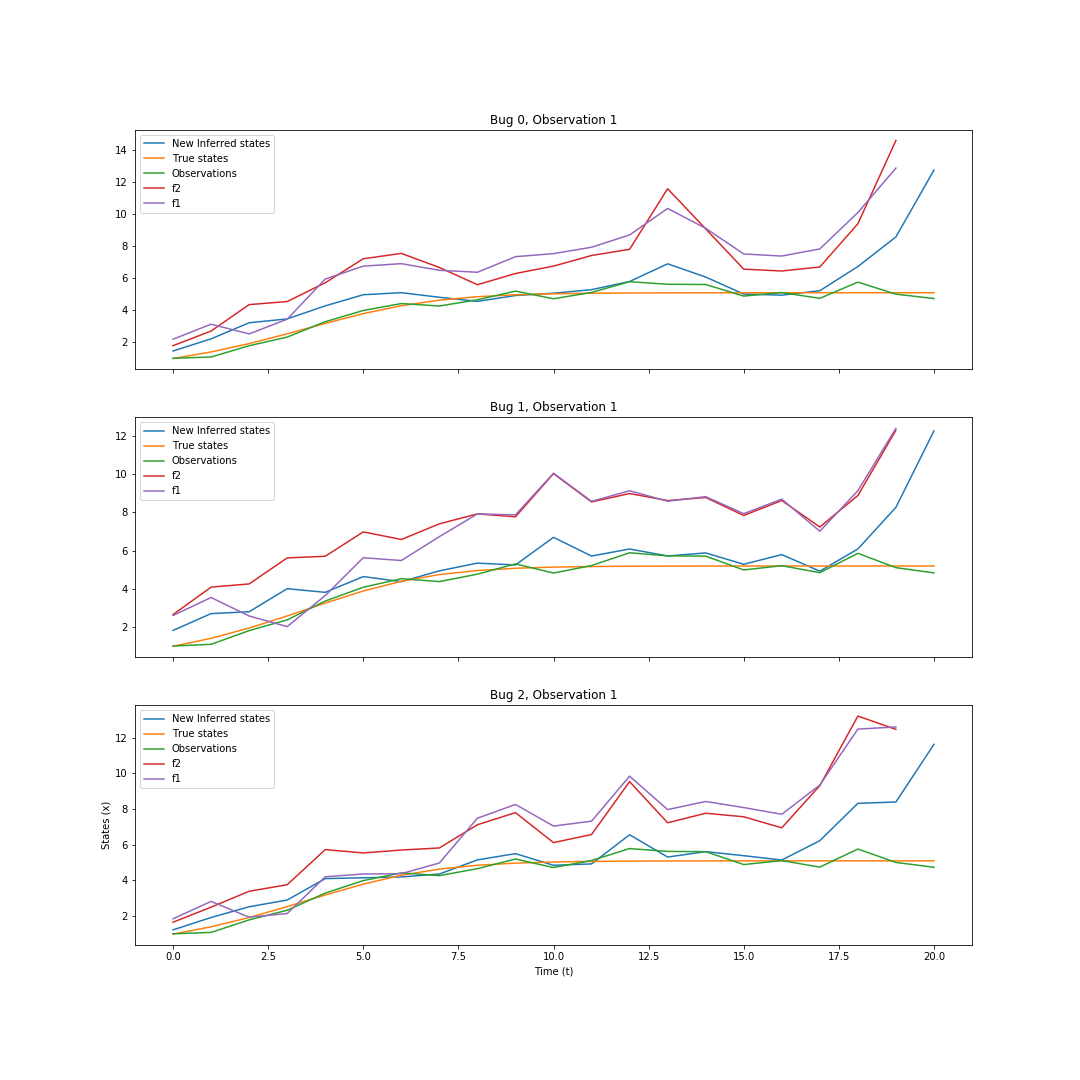 Bug 0, Observation 1
New Inferred states
True states
Observations
f2
f1
14
12
10
8
6
4
2
Bug 1, Observation 1
New Inferred states
True states
Observations
f2
f1
12
10
8
6
4
2
Bug 2, Observation 1
New Inferred states
True states
Observations
f2
f1
States (x)
12
10
8
6
4
2
0.0 2.5 5.0 7.5 10.0 12.5 15.0 17.5 20.0
Time (t)